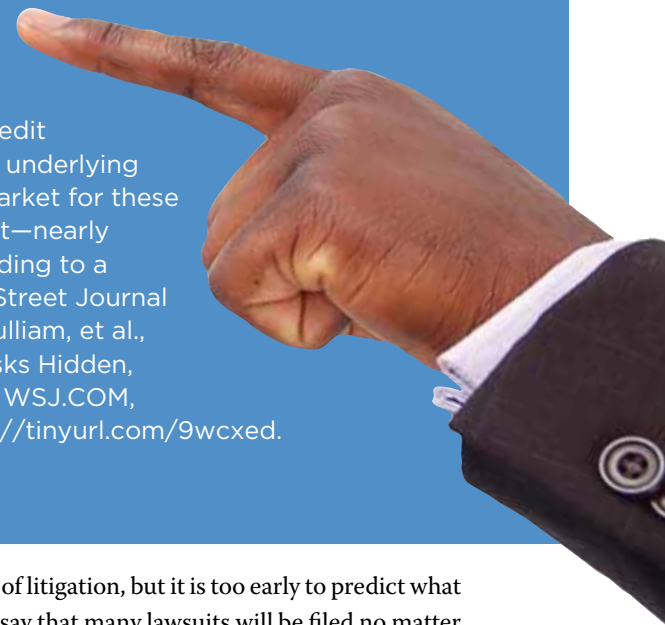 edit
underlying
arket for these
t—nearly
ding to a
Street Journal
ulliam, et al.,
sks Hidden,
WSJ.COM,
//tinyurl.com/9wcxed.
of litigation, but it is too early to predict what
say that many lawsuits will be filed no matter